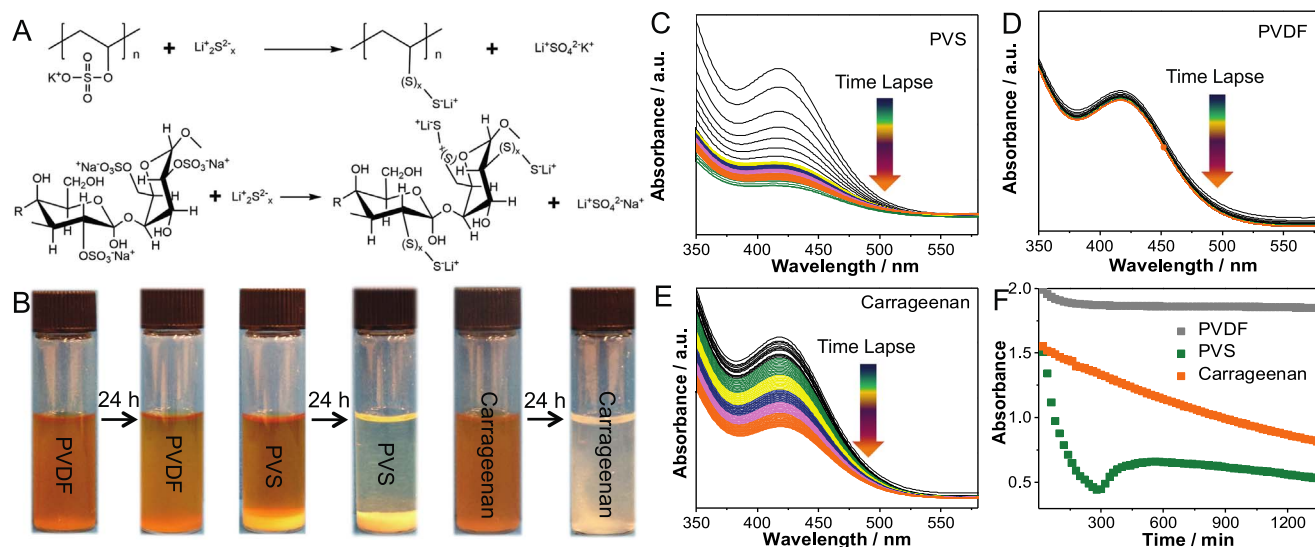 A
n
K⁺O
S
O
O
O
+
Li⁺₂S²⁻ₓ
n
(S)ₓ
S⁻Li⁺
+
Li⁺SO₄²⁻K⁺
⁺Na⁻O₃SO
OSO₃⁻Na⁺
O
H
OH
CH₂OH
R
H
H
H
O
OH
OSO₃⁻Na⁺
+
Li⁺₂S²⁻ₓ
⁺Li⁻S
(S)ₓ
(S)ₓ
S⁻Li⁺
OH
CH₂OH
R
H
H
O
OH
(S)ₓ
S⁻Li⁺
+
Li⁺SO₄²⁻Na⁺
B
PVDF
24 h
PVDF
PVS
24 h
PVS
Carrageenan
24 h
Carrageenan
C
PVS
Time Lapse
Absorbance / a.u.
350 400 450 500 550
Wavelength / nm
D
PVDF
Time Lapse
Absorbance / a.u.
350 400 450 500 550
Wavelength / nm
E
Carrageenan
Time Lapse
Absorbance / a.u.
350 400 450 500 550
Wavelength / nm
F
PVDF
PVS
Carrageenan
Absorbance
2.0
1.5
1.0
0.5
300 600 900 1200
Time / min